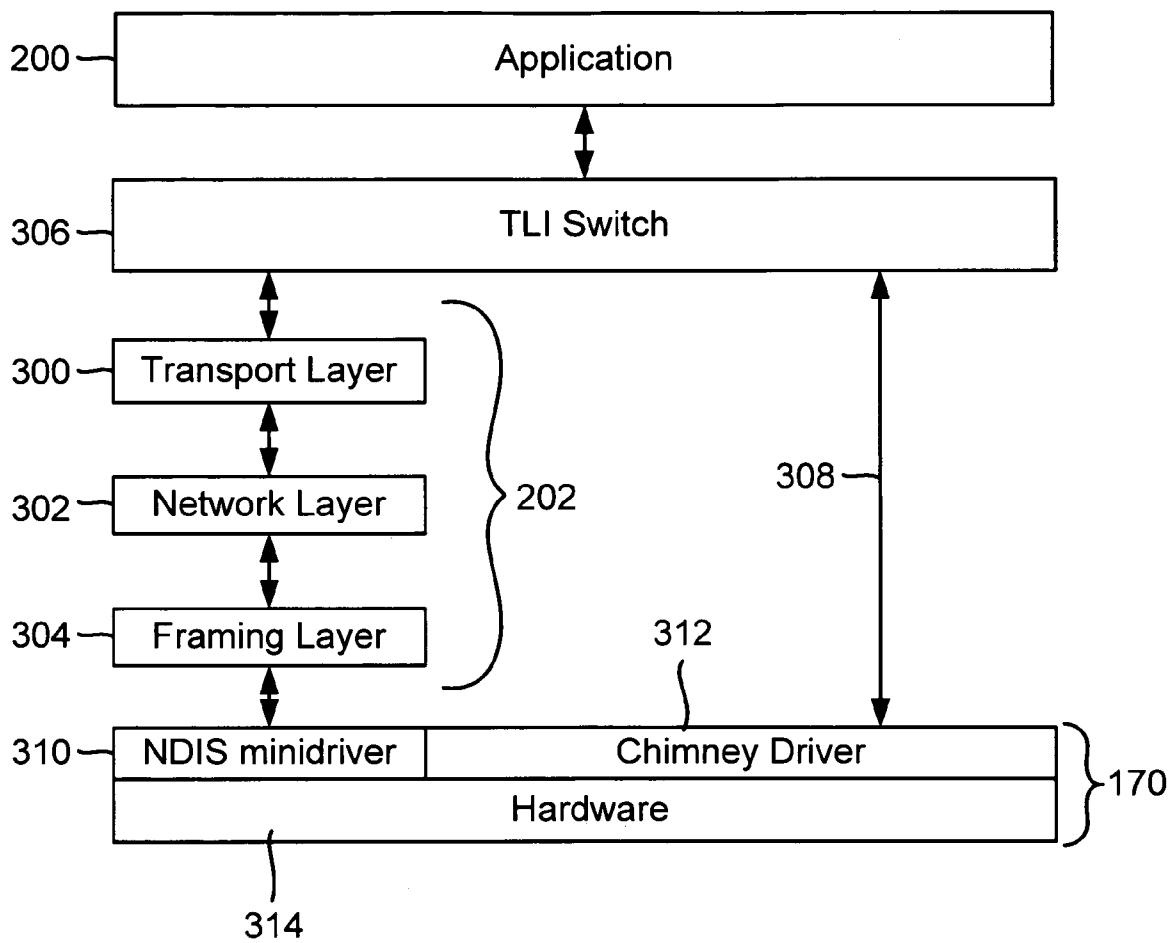 200
Application
306
TLI Switch
300
Transport Layer
302
Network Layer
202
308
304
Framing Layer
312
310
NDIS minidriver
Chimney Driver
170
Hardware
314